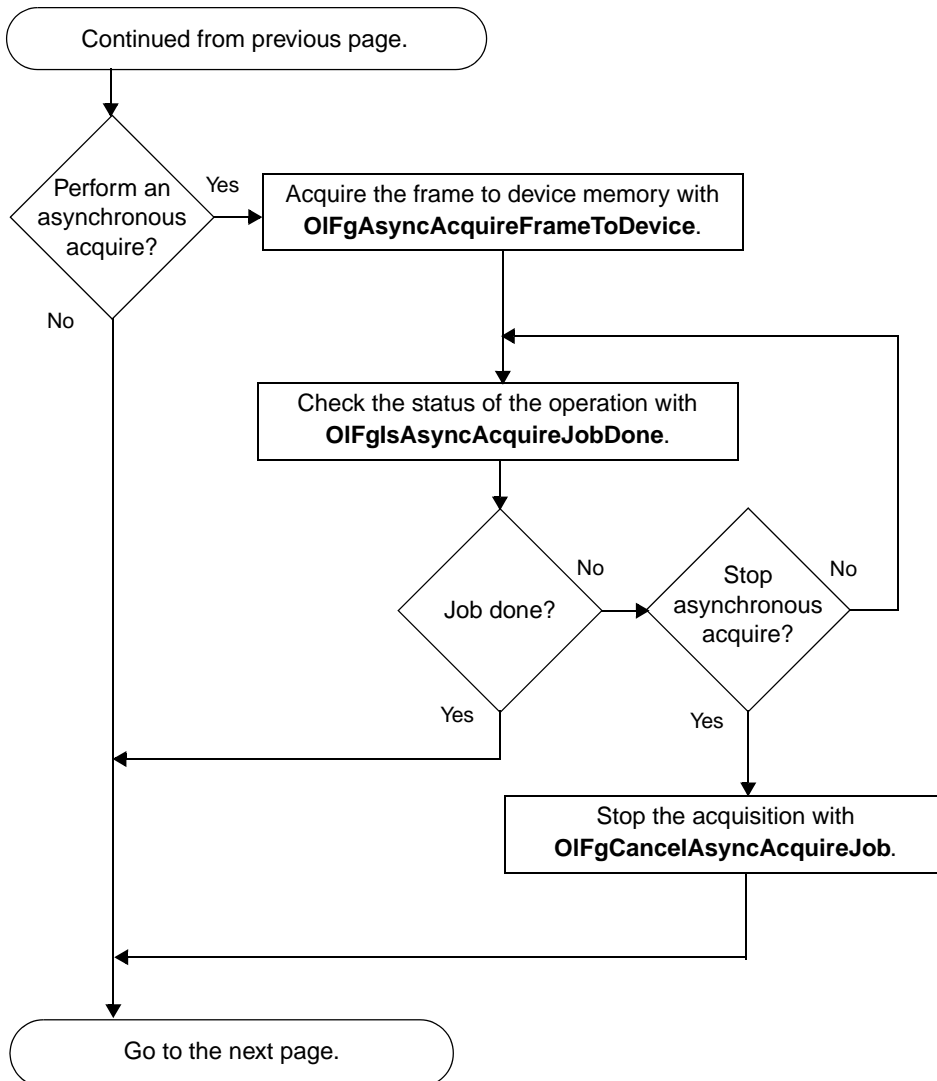 Continued from previous page.
Perform an
asynchronous
acquire?
Yes
No
Acquire the frame to device memory with
OlFgAsyncAcquireFrameToDevice.
Check the status of the operation with
OlFgIsAsyncAcquireJobDone.
Job done?
No
Yes
Stop
asynchronous
acquire?
No
Yes
Stop the acquisition with
OlFgCancelAsyncAcquireJob.
Go to the next page.